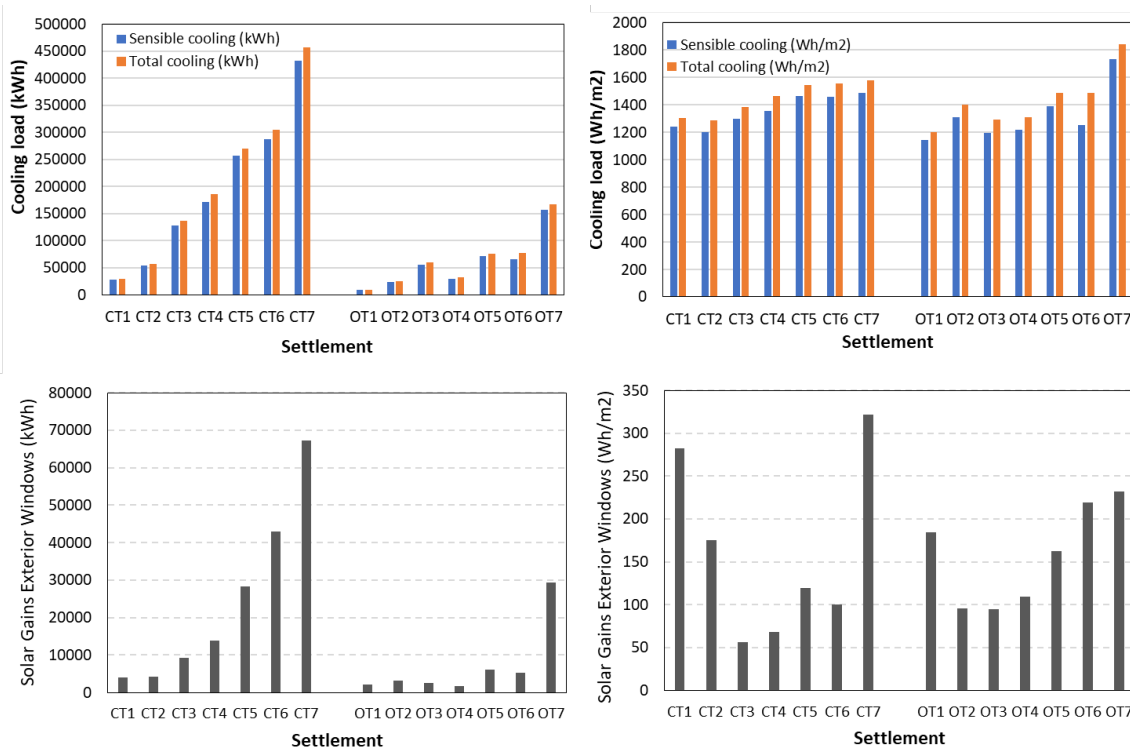 500000
450000
400000
350000
300000
250000
200000
150000
100000
50000
0
Cooling load (kWh)
Sensible cooling (kWh)
Total cooling (kWh)
CT1 CT2 CT3 CT4 CT5 CT6 CT7 OT1 OT2 OT3 OT4 OT5 OT6 OT7
Settlement
2000
1800
1600
1400
1200
1000
800
600
400
200
0
Cooling load (Wh/m2)
Sensible cooling (Wh/m2)
Total cooling (Wh/m2)
CT1 CT2 CT3 CT4 CT5 CT6 CT7 OT1 OT2 OT3 OT4 OT5 OT6 OT7
Settlement
80000
70000
60000
50000
40000
30000
20000
10000
0
Solar Gains Exterior Windows (kWh)
CT1 CT2 CT3 CT4 CT5 CT6 CT7 OT1 OT2 OT3 OT4 OT5 OT6 OT7
Settlement
350
300
250
200
150
100
50
0
Solar Gains Exterior Windows (Wh/m2)
CT1 CT2 CT3 CT4 CT5 CT6 CT7 OT1 OT2 OT3 OT4 OT5 OT6 OT7
Settlement